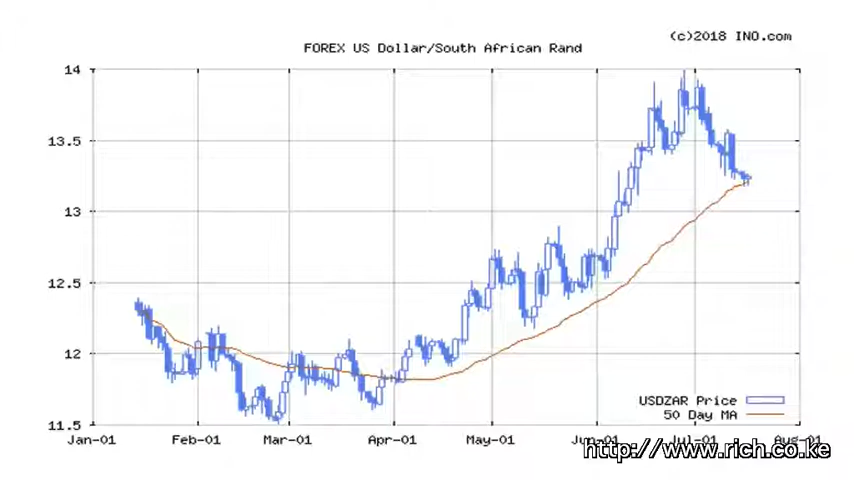 (c)2018 INO.com
FOREX US Dollar/South African Rand
14
13.5
13
12.5
12
11.5
USDZAR Price
50 Day MA
Jan-01 Feb-01 Mar-01 Apr-01 May-01 Jun-01 Jul-01 Aug-01
http://www.rich.co.ke